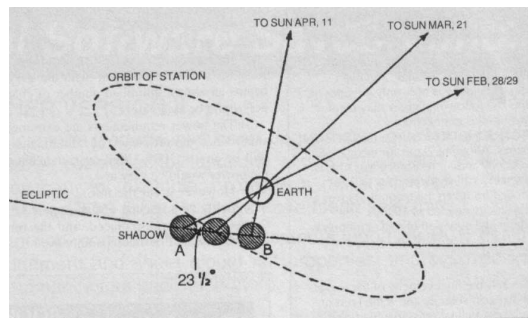 TO SUN APR, 11
TO SUN MAR, 21
TO SUN FEB, 28/29
ORBIT OF STATION
EARTH
ECLIPTIC
SHADOW
A
B
23 1/2°